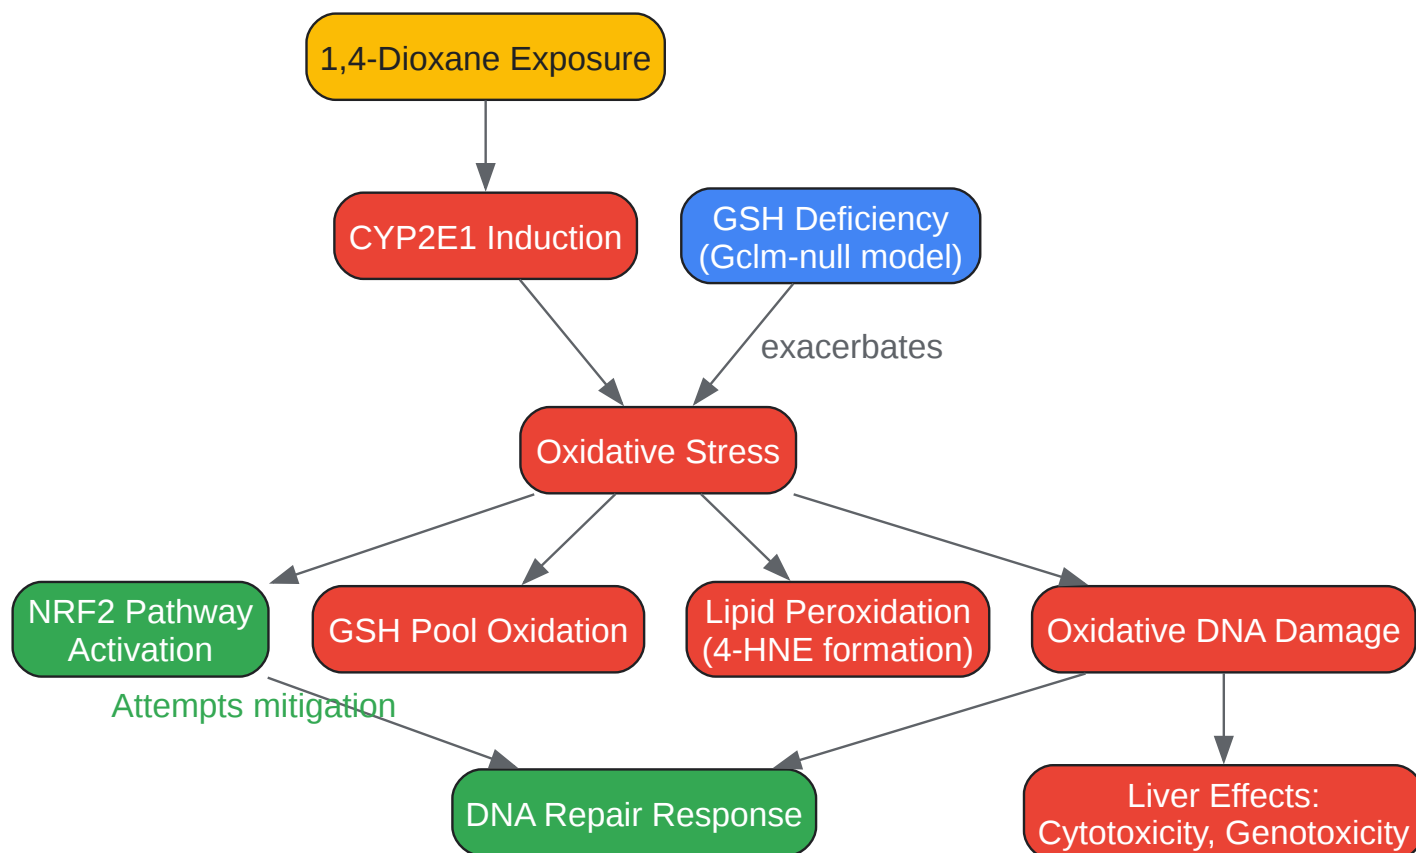 1,4-Dioxane Exposure
CYP2E1 Induction
GSH Deficiency
(Gclm-null model)
exacerbates
Oxidative Stress
NRF2 Pathway
Activation
GSH Pool Oxidation
Lipid Peroxidation
(4-HNE formation)
Oxidative DNA Damage
Attempts mitigation
DNA Repair Response
Liver Effects:
Cytotoxicity, Genotoxicity